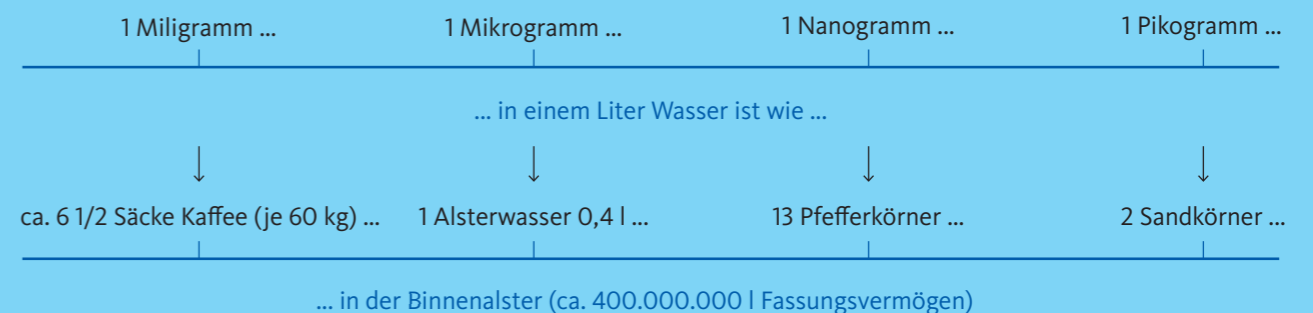 1 Miligramm ... 1 Mikrogramm ... 1 Nanogramm ... 1 Pikogramm ...
... in einem Liter Wasser ist wie ...
ca. 6 1/2 Säcke Kaffee (je 60 kg) ... 1 Alsterwasser 0,4 l ... 13 Pfefferkörner ... 2 Sandkörner ...
... in der Binnenalster (ca. 400.000.000 l Fassungsvermögen)